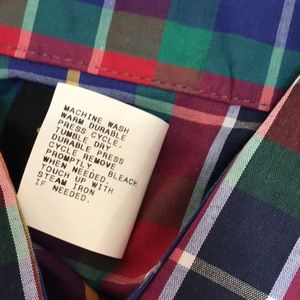 MACHINE WASH
WARM DURABLE
PRESS CYCLE.
TUMBLE DRY
DURABLE PRESS
CYCLE REMOVE
PROMPTLY. BLEACH
WHEN NEEDED.
TOUCH UP WITH
STEAM IRON
IF NEEDED.